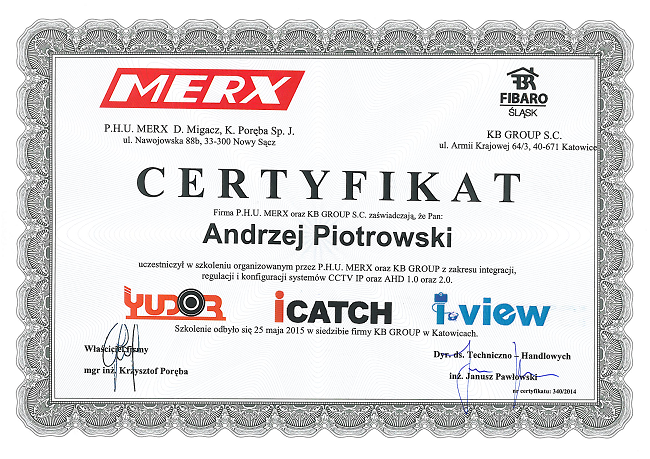 MERX
FIBARO
ŚLĄSK
P.H.U. MERX D. Migacz, K. Poręba Sp. J.
ul. Nawojowska 88b, 33-300 Nowy Sącz
KB GROUP S.C.
ul. Armii Krajowej 64/3, 40-671 Katowice
CERTYFIKAT
Firma P.H.U. MERX oraz KB GROUP S.C. zaświadczają, że Pan:
Andrzej Piotrowski
uczestniczył w szkoleniu organizowanym przez P.H.U. MERX oraz KB GROUP z zakresu integracji,
regulacji i konfiguracji systemów CCTV IP oraz AHD 1.0 oraz 2.0.
YUDOR iCATCH i-view
Szkolenie odbyło się 25 maja 2015 w siedzibie firmy KB GROUP w Katowicach.
Właściciel firmy
mgr inż. Krzysztof Poręba
Dyr. ds. Techniczno – Handlowych
inż. Janusz Pawłowski
nr certyfikatu: 340/2014